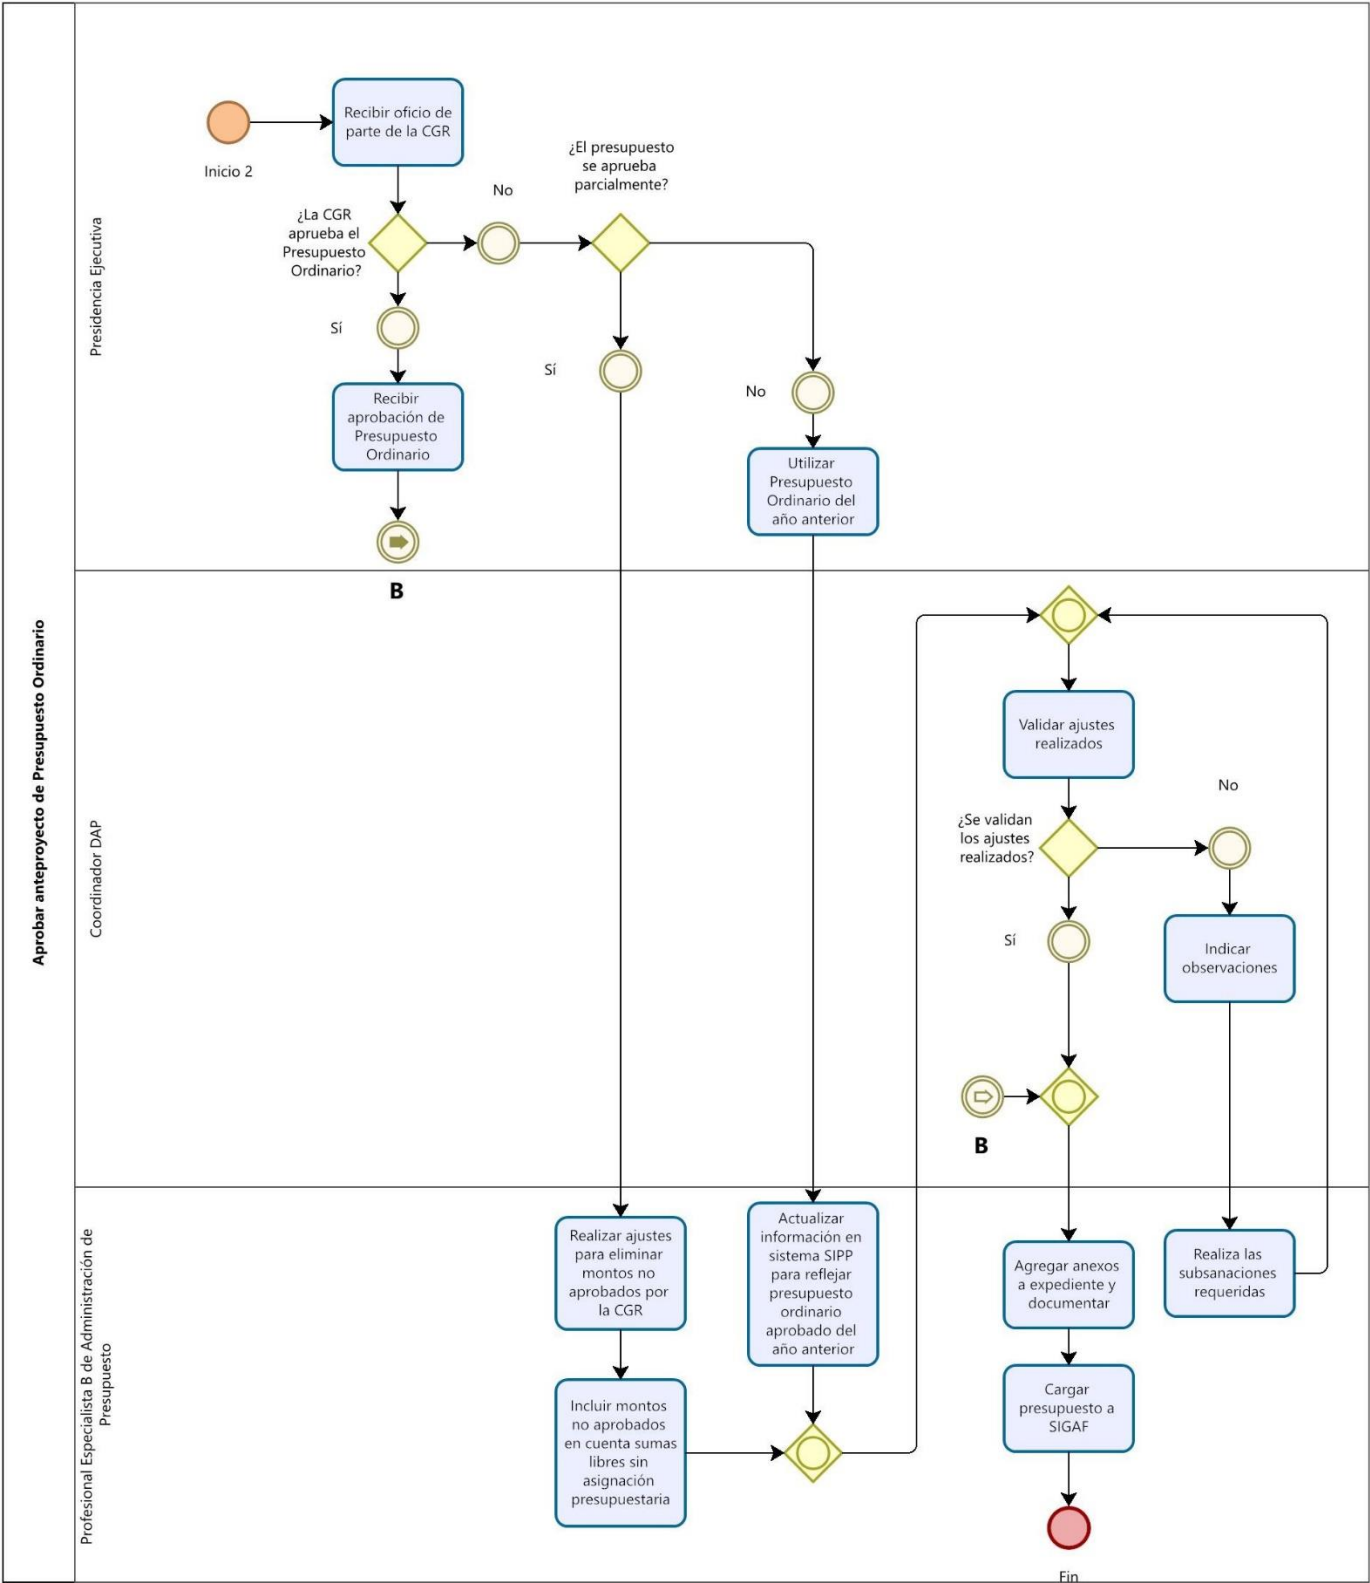 Aprobar anteproyecto de Presupuesto Ordinario
Presidencia Ejecutiva
Inicio 2
Recibir oficio de
parte de la CGR
¿La CGR
aprueba el
Presupuesto
Ordinario?
No
¿El presupuesto
se aprueba
parcialmente?
Sí
Recibir
aprobación de
Presupuesto
Ordinario
B
Sí
No
Utilizar
Presupuesto
Ordinario del
año anterior
Coordinador DAP
Validar ajustes
realizados
¿Se validan
los ajustes
realizados?
No
Sí
Indicar
observaciones
B
Profesional Especialista B de Administración de
Presupuesto
Realizar ajustes
para eliminar
montos no
aprobados por
la CGR
Incluir montos
no aprobados
en cuenta sumas
libres sin
asignación
presupuestaria
Actualizar
información en
sistema SIPP
para reflejar
presupuesto
ordinario
aprobado del
año anterior
Agregar anexos
a expediente y
documentar
Cargar
presupuesto a
SIGAF
Realiza las
subsanaciones
requeridas
Fin